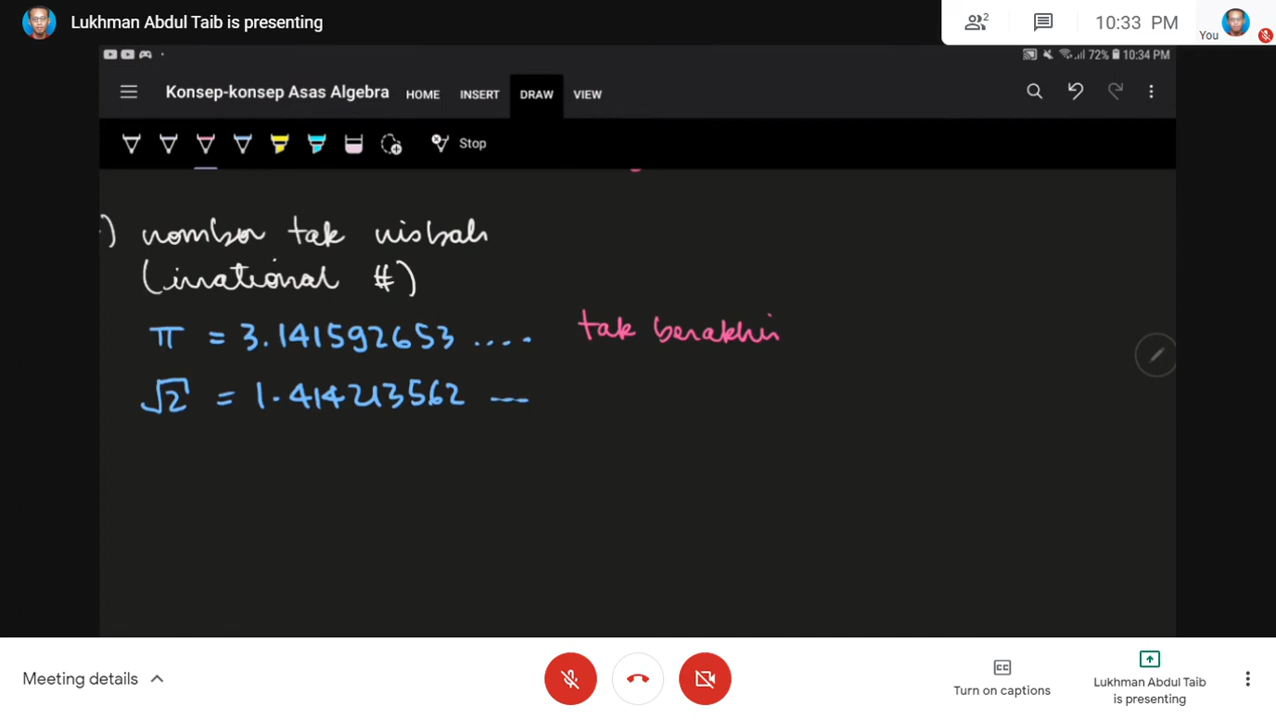 Lukhman Abdul Taib is presenting
2
10:33 PM
You
72% 10:34 PM
Konsep-konsep Asas Algebra HOME INSERT DRAW VIEW
Stop
) nombor tak nisbah
(irrational #)
π = 3.141592653 .... tak berakhir
√2 = 1.414213562 ---
Meeting details
Turn on captions
Lukhman Abdul Taib
is presenting